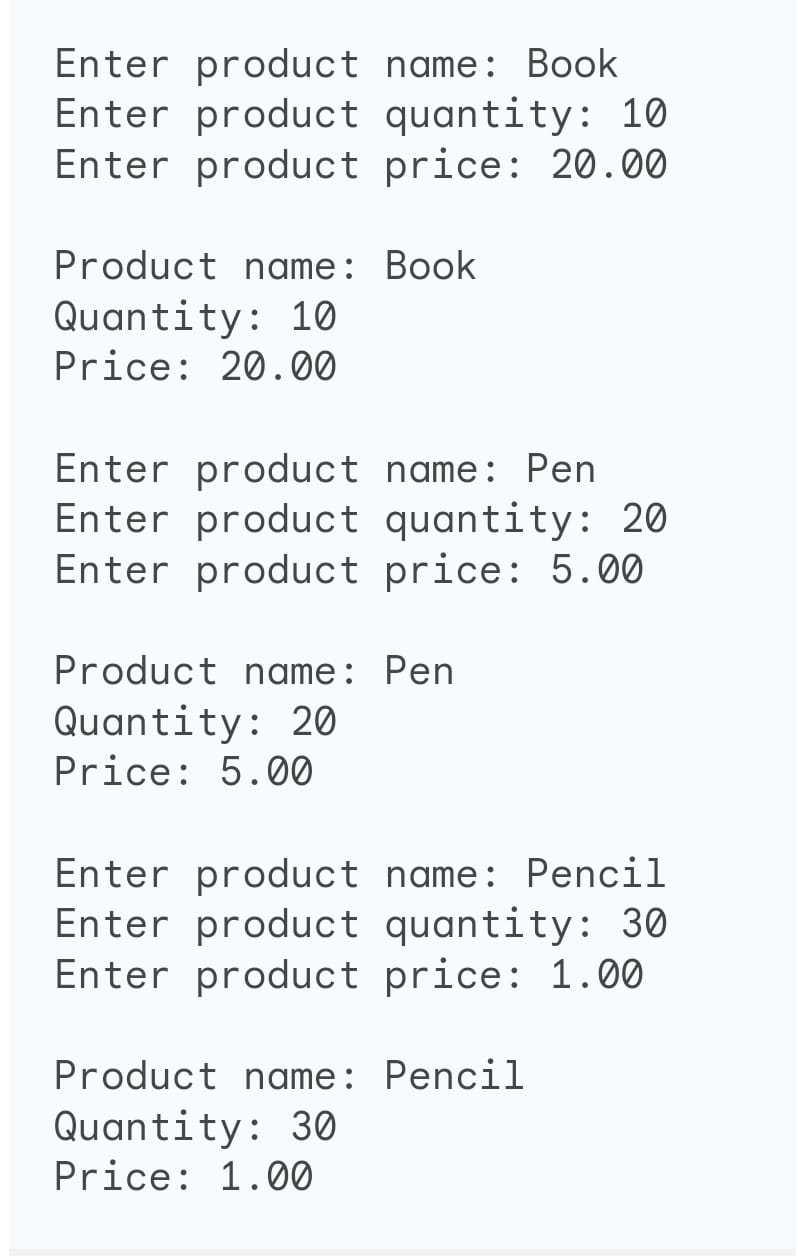 Enter product name: Book
Enter product quantity: 10
Enter product price: 20.00
Product name: Book
Quantity: 10
Price: 20.00
Enter product name: Pen
Enter product quantity: 20
Enter product price: 5.00
Product name: Pen
Quantity: 20
Price: 5.00
Enter product name: Pencil
Enter product quantity: 30
Enter product price: 1.00
Product name: Pencil
Quantity: 30
Price: 1.00